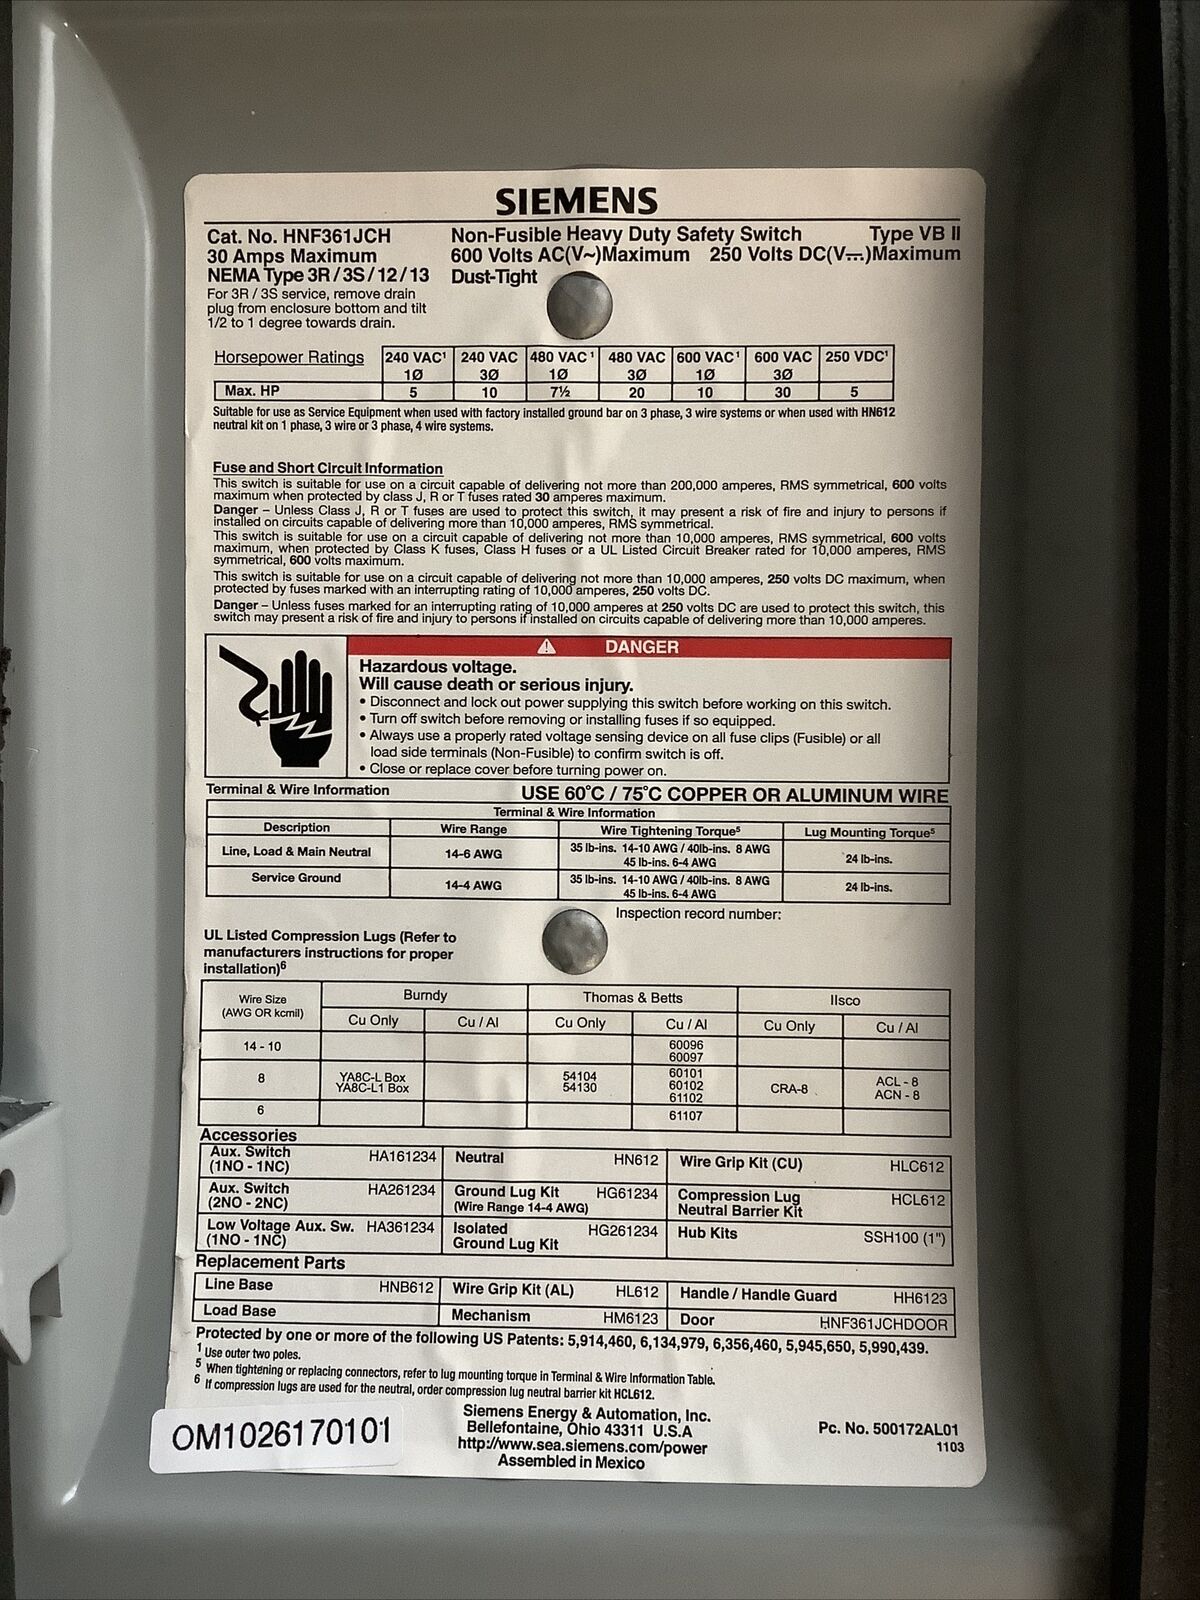 SIEMENS
Cat. No. HNF361JCH Non-Fusible Heavy Duty Safety Switch Type VB II
30 Amps Maximum 600 Volts AC(V~)Maximum 250 Volts DC(V⎓)Maximum
NEMA Type 3R / 3S / 12 / 13 Dust-Tight
For 3R / 3S service, remove drain
plug from enclosure bottom and tilt
1/2 to 1 degree towards drain.
Horsepower Ratings 240 VAC¹ 240 VAC 480 VAC¹ 480 VAC 600 VAC¹ 600 VAC 250 VDC¹
1Ø 3Ø 1Ø 3Ø 1Ø 3Ø
Max. HP 5 10 7½ 20 10 30 5
Suitable for use as Service Equipment when used with factory installed ground bar on 3 phase, 3 wire systems or when used with HN612
neutral kit on 1 phase, 3 wire or 3 phase, 4 wire systems.
Fuse and Short Circuit Information
This switch is suitable for use on a circuit capable of delivering not more than 200,000 amperes, RMS symmetrical, 600 volts
maximum when protected by class J, R or T fuses rated 30 amperes maximum.
Danger – Unless Class J, R or T fuses are used to protect this switch, it may present a risk of fire and injury to persons if
installed on circuits capable of delivering more than 10,000 amperes, RMS symmetrical.
This switch is suitable for use on a circuit capable of delivering not more than 10,000 amperes, RMS symmetrical, 600 volts
maximum, when protected by Class K fuses, Class H fuses or a UL Listed Circuit Breaker rated for 10,000 amperes, RMS
symmetrical, 600 volts maximum.
This switch is suitable for use on a circuit capable of delivering not more than 10,000 amperes, 250 volts DC maximum, when
protected by fuses marked with an interrupting rating of 10,000 amperes, 250 volts DC.
Danger – Unless fuses marked for an interrupting rating of 10,000 amperes at 250 volts DC are used to protect this switch, this
switch may present a risk of fire and injury to persons if installed on circuits capable of delivering more than 10,000 amperes.
DANGER
Hazardous voltage.
Will cause death or serious injury.
• Disconnect and lock out power supplying this switch before working on this switch.
• Turn off switch before removing or installing fuses if so equipped.
• Always use a properly rated voltage sensing device on all fuse clips (Fusible) or all
load side terminals (Non-Fusible) to confirm switch is off.
• Close or replace cover before turning power on.
Terminal & Wire Information USE 60°C / 75°C COPPER OR ALUMINUM WIRE
Terminal & Wire Information
Description Wire Range Wire Tightening Torque⁵ Lug Mounting Torque⁵
Line, Load & Main Neutral 14-6 AWG 35 lb-ins. 14-10 AWG / 40lb-ins. 8 AWG 24 lb-ins.
45 lb-ins. 6-4 AWG
Service Ground 14-4 AWG 35 lb-ins. 14-10 AWG / 40lb-ins. 8 AWG 24 lb-ins.
45 lb-ins. 6-4 AWG
Inspection record number:
UL Listed Compression Lugs (Refer to
manufacturers instructions for proper
installation)⁶
Wire Size Burndy Thomas & Betts Ilsco
(AWG OR kcmil) Cu Only Cu / Al Cu Only Cu / Al Cu Only Cu / Al
14 - 10 60096
60097
8 YA8C-L Box 54104 60101 CRA-8 ACL - 8
YA8C-L1 Box 54130 60102 ACN - 8
61102
6 61107
Accessories
Aux. Switch HA161234 Neutral HN612 Wire Grip Kit (CU) HLC612
(1NO - 1NC)
Aux. Switch HA261234 Ground Lug Kit HG61234 Compression Lug HCL612
(2NO - 2NC) (Wire Range 14-4 AWG) Neutral Barrier Kit
Low Voltage Aux. Sw. HA361234 Isolated HG261234 Hub Kits SSH100 (1")
(1NO - 1NC) Ground Lug Kit
Replacement Parts
Line Base HNB612 Wire Grip Kit (AL) HL612 Handle / Handle Guard HH6123
Load Base Mechanism HM6123 Door HNF361JCHDOOR
Protected by one or more of the following US Patents: 5,914,460, 6,134,979, 6,356,460, 5,945,650, 5,990,439.
¹ Use outer two poles.
⁵ When tightening or replacing connectors, refer to lug mounting torque in Terminal & Wire Information Table.
⁶ If compression lugs are used for the neutral, order compression lug neutral barrier kit HCL612.
OM1026170101
Siemens Energy & Automation, Inc.
Bellefontaine, Ohio 43311 U.S.A
http://www.sea.siemens.com/power
Assembled in Mexico
Pc. No. 500172AL01
1103